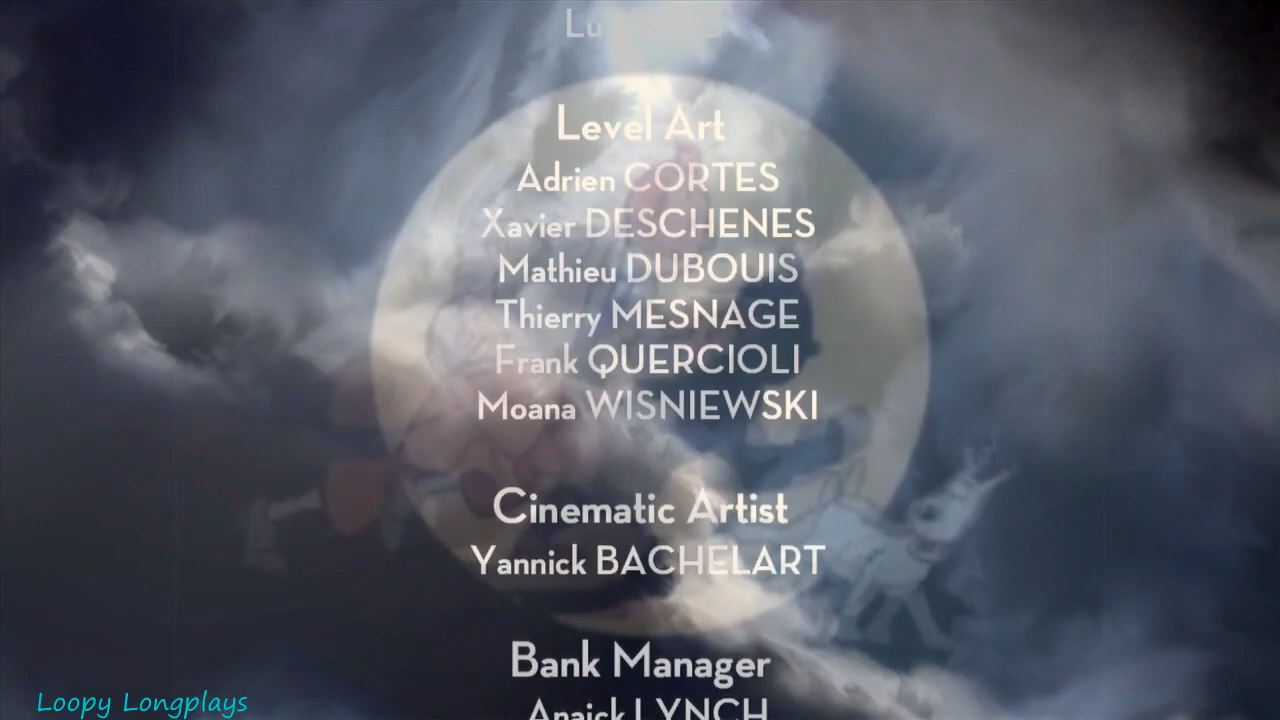 Level Art
Adrien CORTES
Xavier DESCHENES
Mathieu DUBOUIS
Thierry MESNAGE
Frank QUERCIOLI
Moana WISNIEWSKI
Cinematic Artist
Yannick BACHELART
Bank Manager
Anaick LYNCH
Loopy Longplays